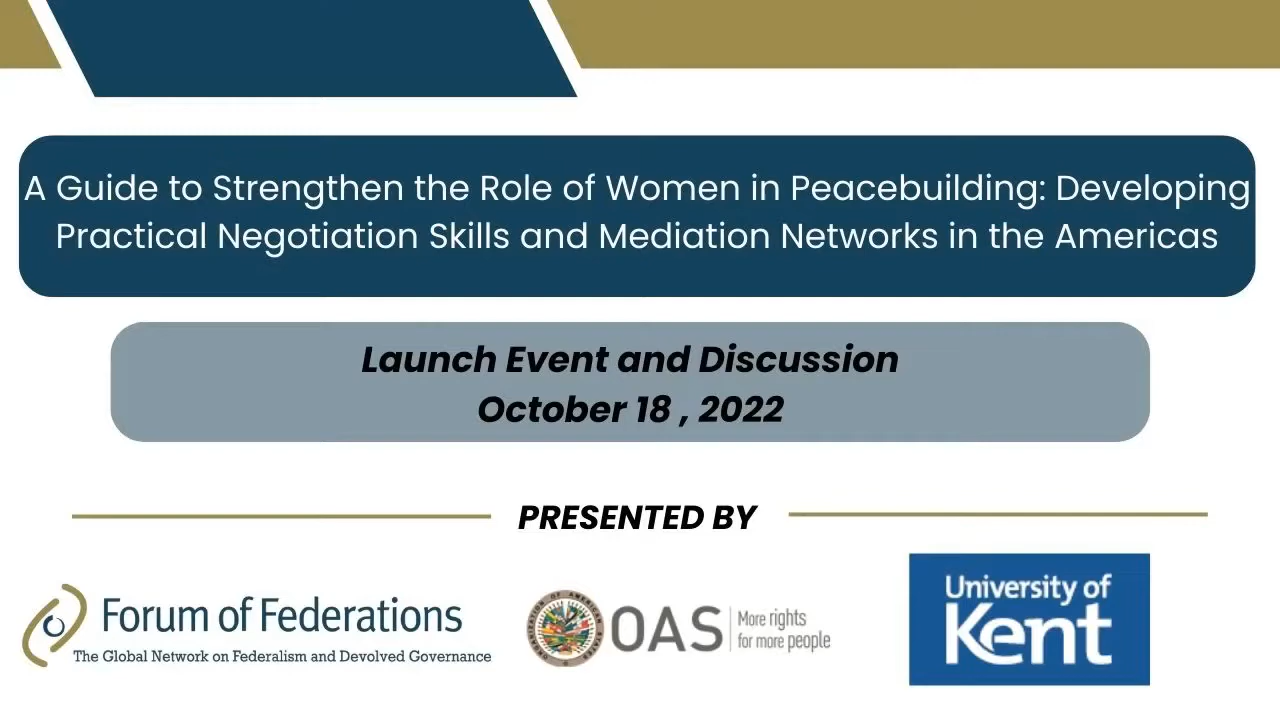 A Guide to Strengthen the Role of Women in Peacebuilding: Developing
Practical Negotiation Skills and Mediation Networks in the Americas
Launch Event and Discussion
October 18 , 2022
PRESENTED BY
Forum of Federations
The Global Network on Federalism and Devolved Governance
OAS
More rights
for more people
University of
Kent